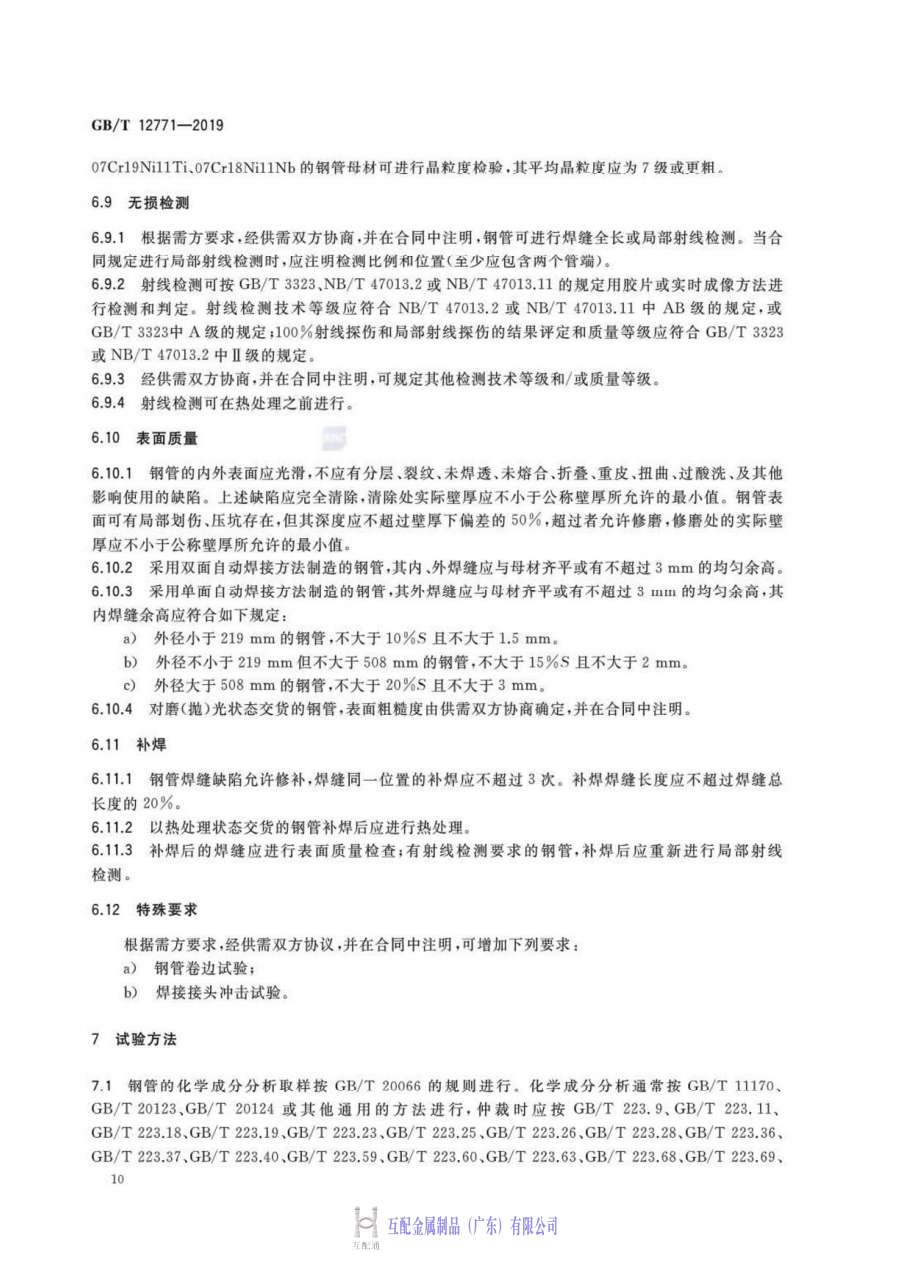 GB/T 12771—2019
07Cr19Ni11Ti、07Cr18Ni11Nb 的钢管母材可进行晶粒度检验,其平均晶粒度应为 7 级或更粗。
6.9 无损检测
6.9.1 根据需方要求,经供需双方协商,并在合同中注明,钢管可进行焊缝全长或局部射线检测。当合
同规定进行局部射线检测时,应注明检测比例和位置(至少应包含两个管端)。
6.9.2 射线检测可按 GB/T 3323、NB/T 47013.2 或 NB/T 47013.11 的规定用胶片或实时成像方法进
行检测和判定。射线检测技术等级应符合 NB/T 47013.2 或 NB/T 47013.11 中 AB 级的规定,或
GB/T 3323中 A 级的规定;100%射线探伤和局部射线探伤的结果评定和质量等级应符合 GB/T 3323
或 NB/T 47013.2 中Ⅱ级的规定。
6.9.3 经供需双方协商,并在合同中注明,可规定其他检测技术等级和/或质量等级。
6.9.4 射线检测可在热处理之前进行。
6.10 表面质量
6.10.1 钢管的内外表面应光滑,不应有分层、裂纹、未焊透、未熔合、折叠、重皮、扭曲、过酸洗、及其他
影响使用的缺陷。上述缺陷应完全清除,清除处实际壁厚应不小于公称壁厚所允许的最小值。钢管表
面可有局部划伤、压坑存在,但其深度应不超过壁厚下偏差的 50%,超过者允许修磨,修磨处的实际壁
厚应不小于公称壁厚所允许的最小值。
6.10.2 采用双面自动焊接方法制造的钢管,其内、外焊缝应与母材齐平或有不超过 3 mm 的均匀余高。
6.10.3 采用单面自动焊接方法制造的钢管,其外焊缝应与母材齐平或有不超过 3 mm 的均匀余高,其
内焊缝余高应符合如下规定:
a) 外径小于 219 mm 的钢管,不大于 10%S 且不大于 1.5 mm。
b) 外径不小于 219 mm 但不大于 508 mm 的钢管,不大于 15%S 且不大于 2 mm。
c) 外径大于 508 mm 的钢管,不大于 20%S 且不大于 3 mm。
6.10.4 对磨(抛)光状态交货的钢管,表面粗糙度由供需双方协商确定,并在合同中注明。
6.11 补焊
6.11.1 钢管焊缝缺陷允许修补,焊缝同一位置的补焊应不超过 3 次。补焊焊缝长度应不超过焊缝总
长度的 20%。
6.11.2 以热处理状态交货的钢管补焊后应进行热处理。
6.11.3 补焊后的焊缝应进行表面质量检查;有射线检测要求的钢管,补焊后应重新进行局部射线
检测。
6.12 特殊要求
根据需方要求,经供需双方协议,并在合同中注明,可增加下列要求:
a) 钢管卷边试验;
b) 焊接接头冲击试验。
7 试验方法
7.1 钢管的化学成分分析取样按 GB/T 20066 的规则进行。化学成分分析通常按 GB/T 11170、
GB/T 20123、GB/T 20124 或其他通用的方法进行,仲裁时应按 GB/T 223.9、GB/T 223.11、
GB/T 223.18、GB/T 223.19、GB/T 223.23、GB/T 223.25、GB/T 223.26、GB/T 223.28、GB/T 223.36、
GB/T 223.37、GB/T 223.40、GB/T 223.59、GB/T 223.60、GB/T 223.63、GB/T 223.68、GB/T 223.69、
10
互配通
互配金属制品（广东）有限公司